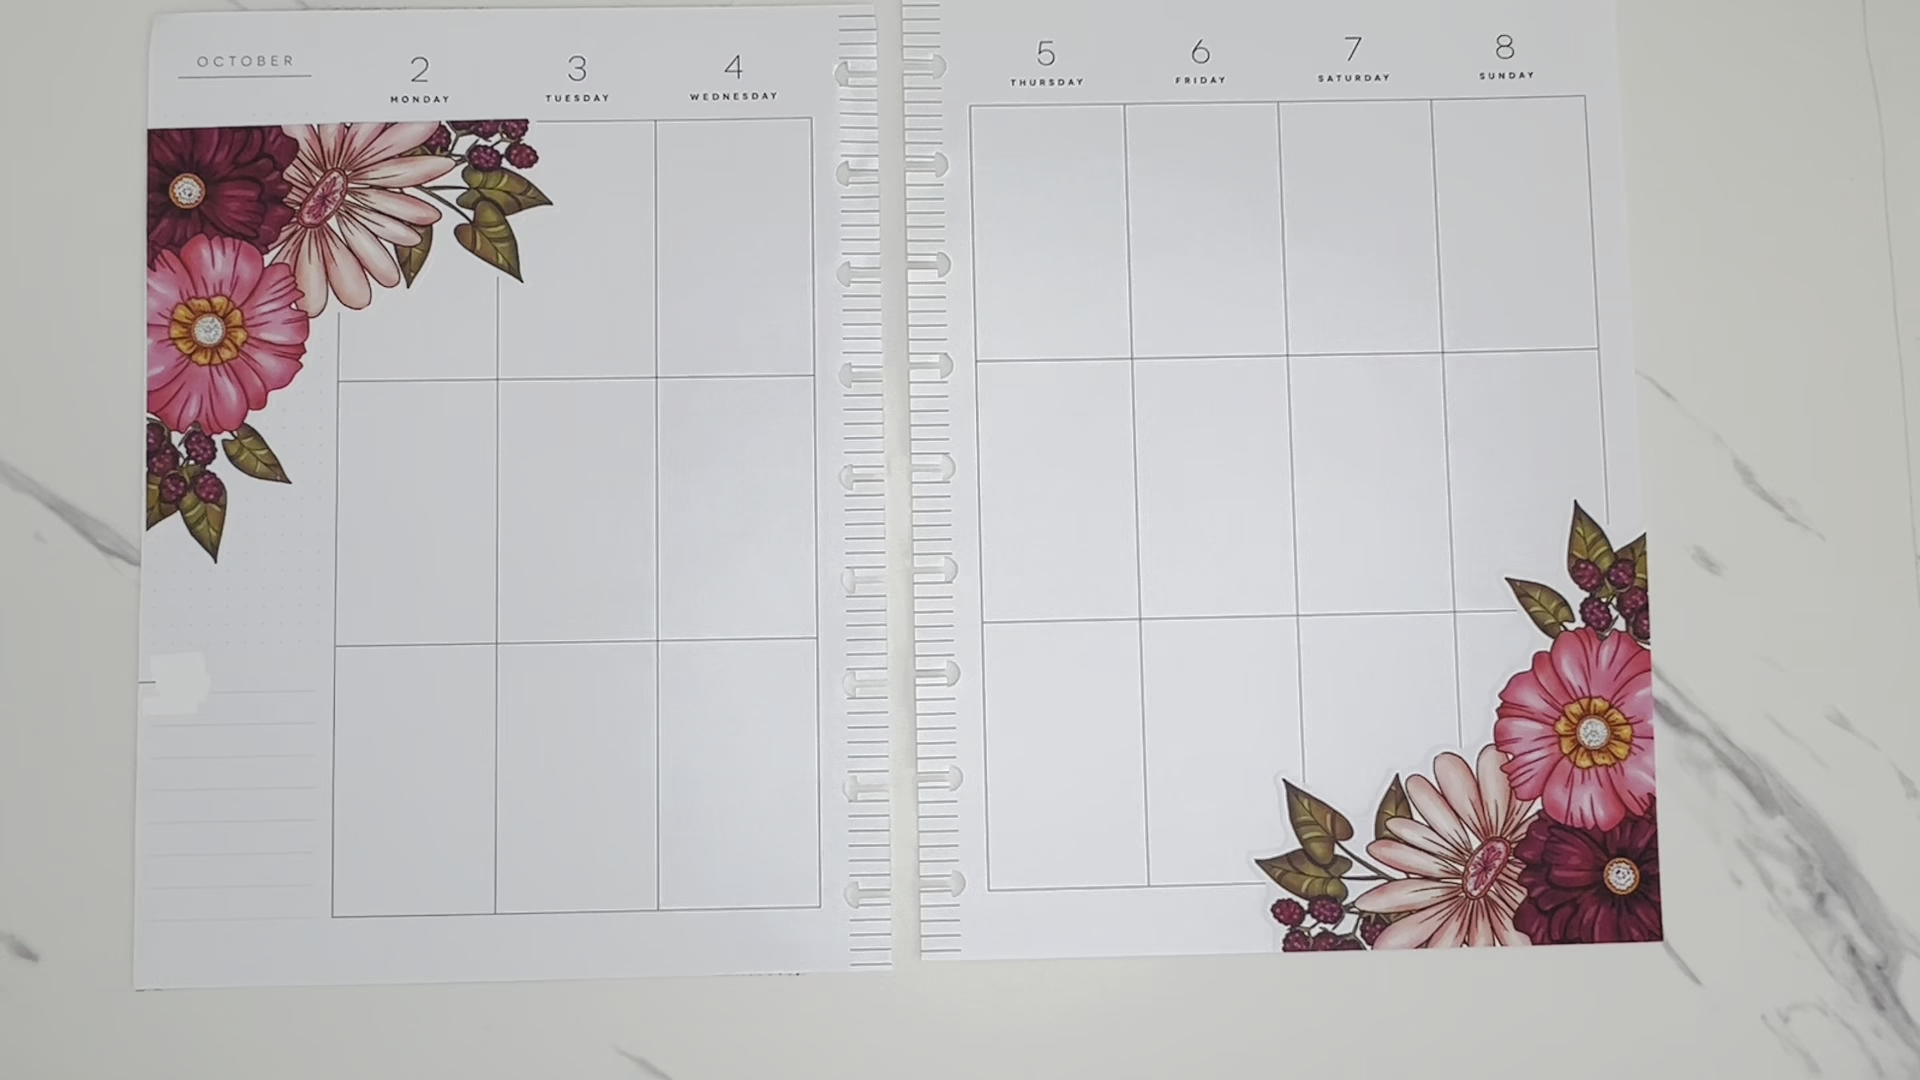 OCTOBER
2 3 4
MONDAY TUESDAY WEDNESDAY
5 6 7 8
THURSDAY FRIDAY SATURDAY SUNDAY